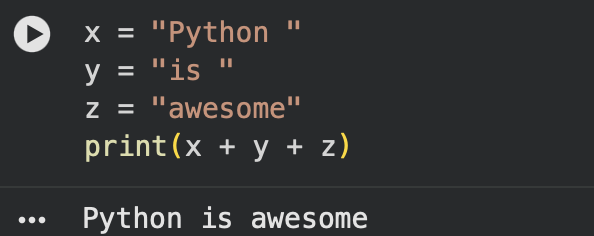 x = "Python "
y = "is "
z = "awesome"
print(x + y + z)
Python is awesome